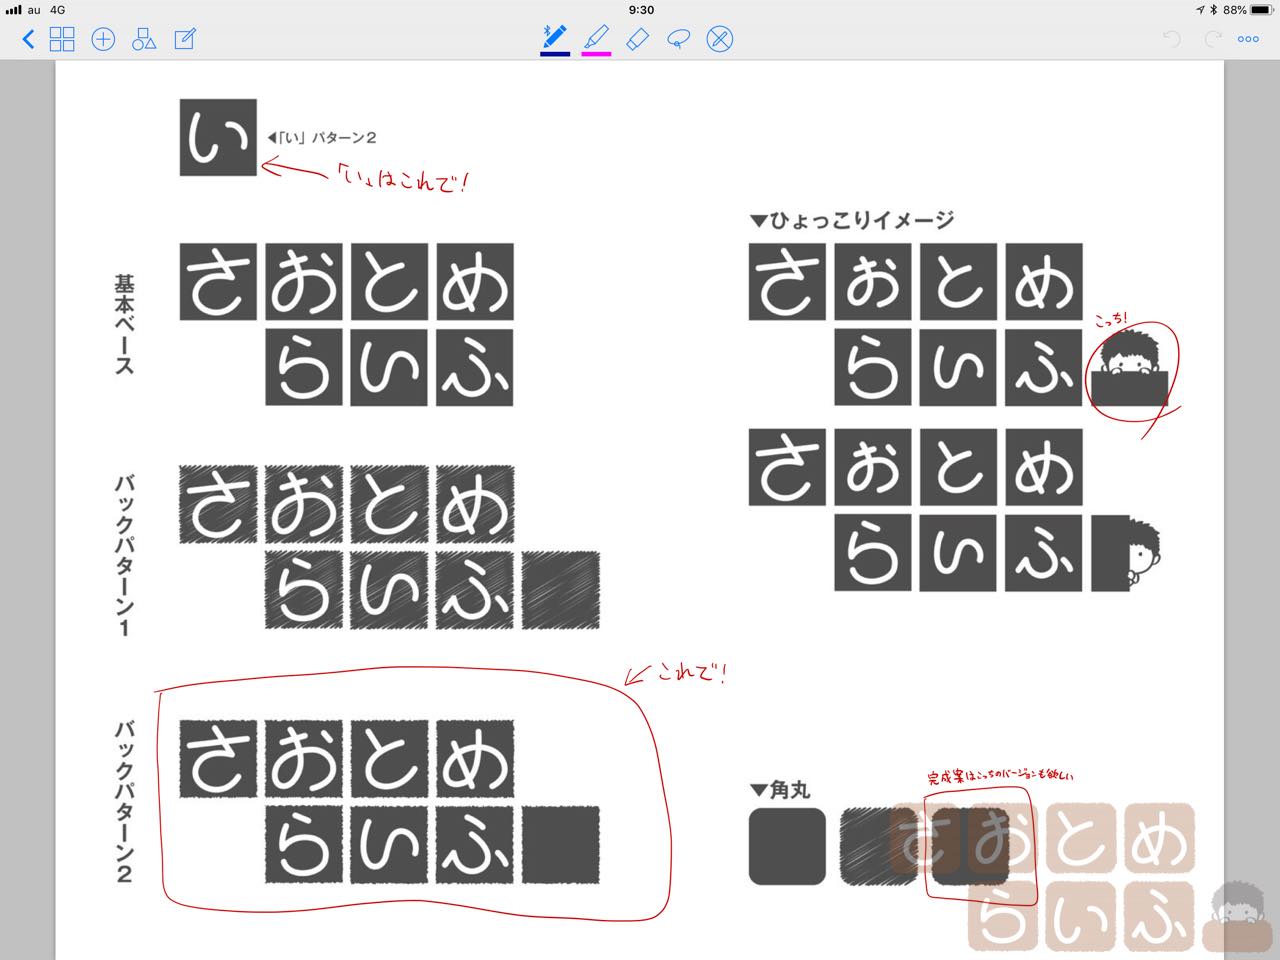 au 4G
9:30
88%
い
◀「い」パターン2
「い」はこれで!
基本ベース
さおとめ
らいふ
▼ひょっこりイメージ
さおとめ
らいふ
こっち!
さおとめ
らいふ
バックパターン1
さおとめ
らいふ
バックパターン2
さおとめ
らいふ
これで!
▼角丸
完成案はこっちのバージョンも欲しい
さおとめ
らいふ